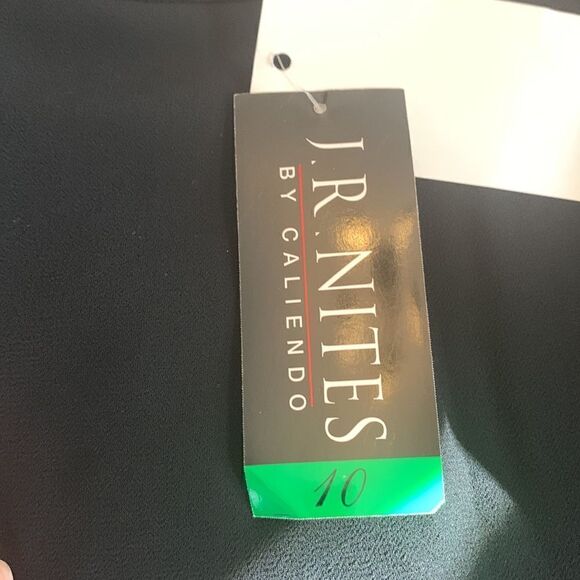 J.R. NITES
BY CALIENDO
10